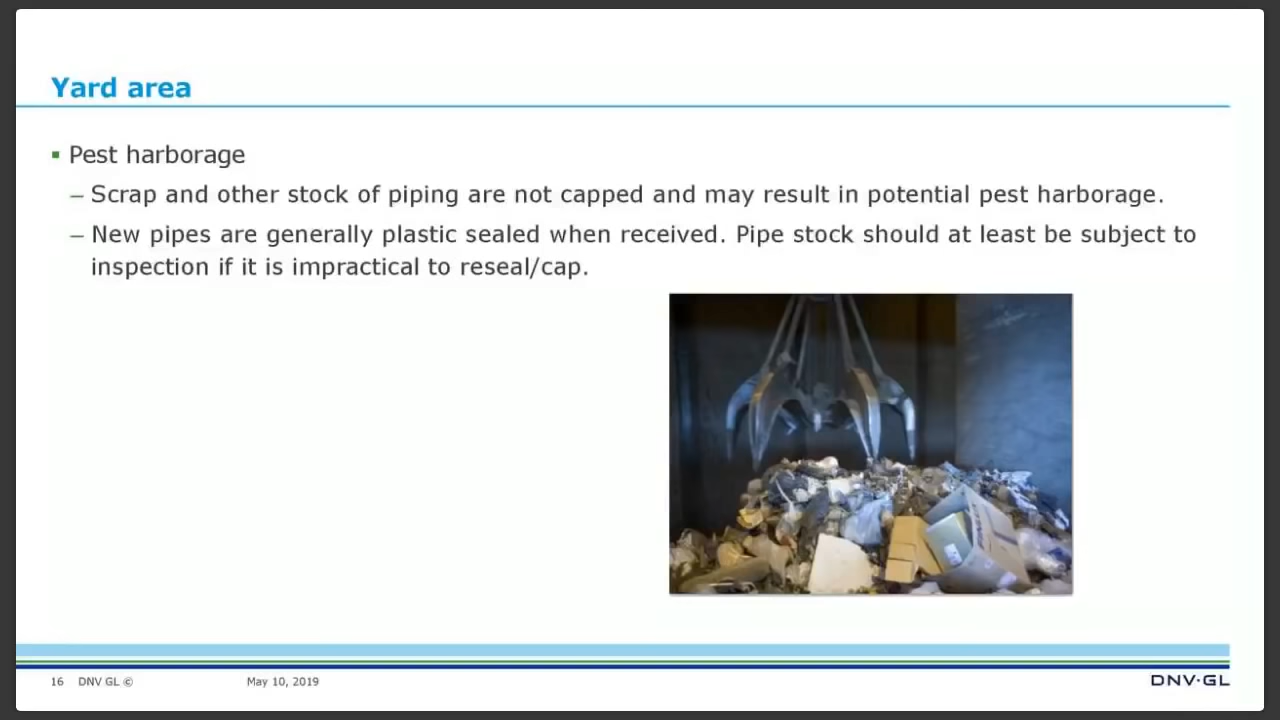 Yard area
▪ Pest harborage
– Scrap and other stock of piping are not capped and may result in potential pest harborage.
– New pipes are generally plastic sealed when received. Pipe stock should at least be subject to
inspection if it is impractical to reseal/cap.
16 DNV GL © May 10, 2019 DNV·GL